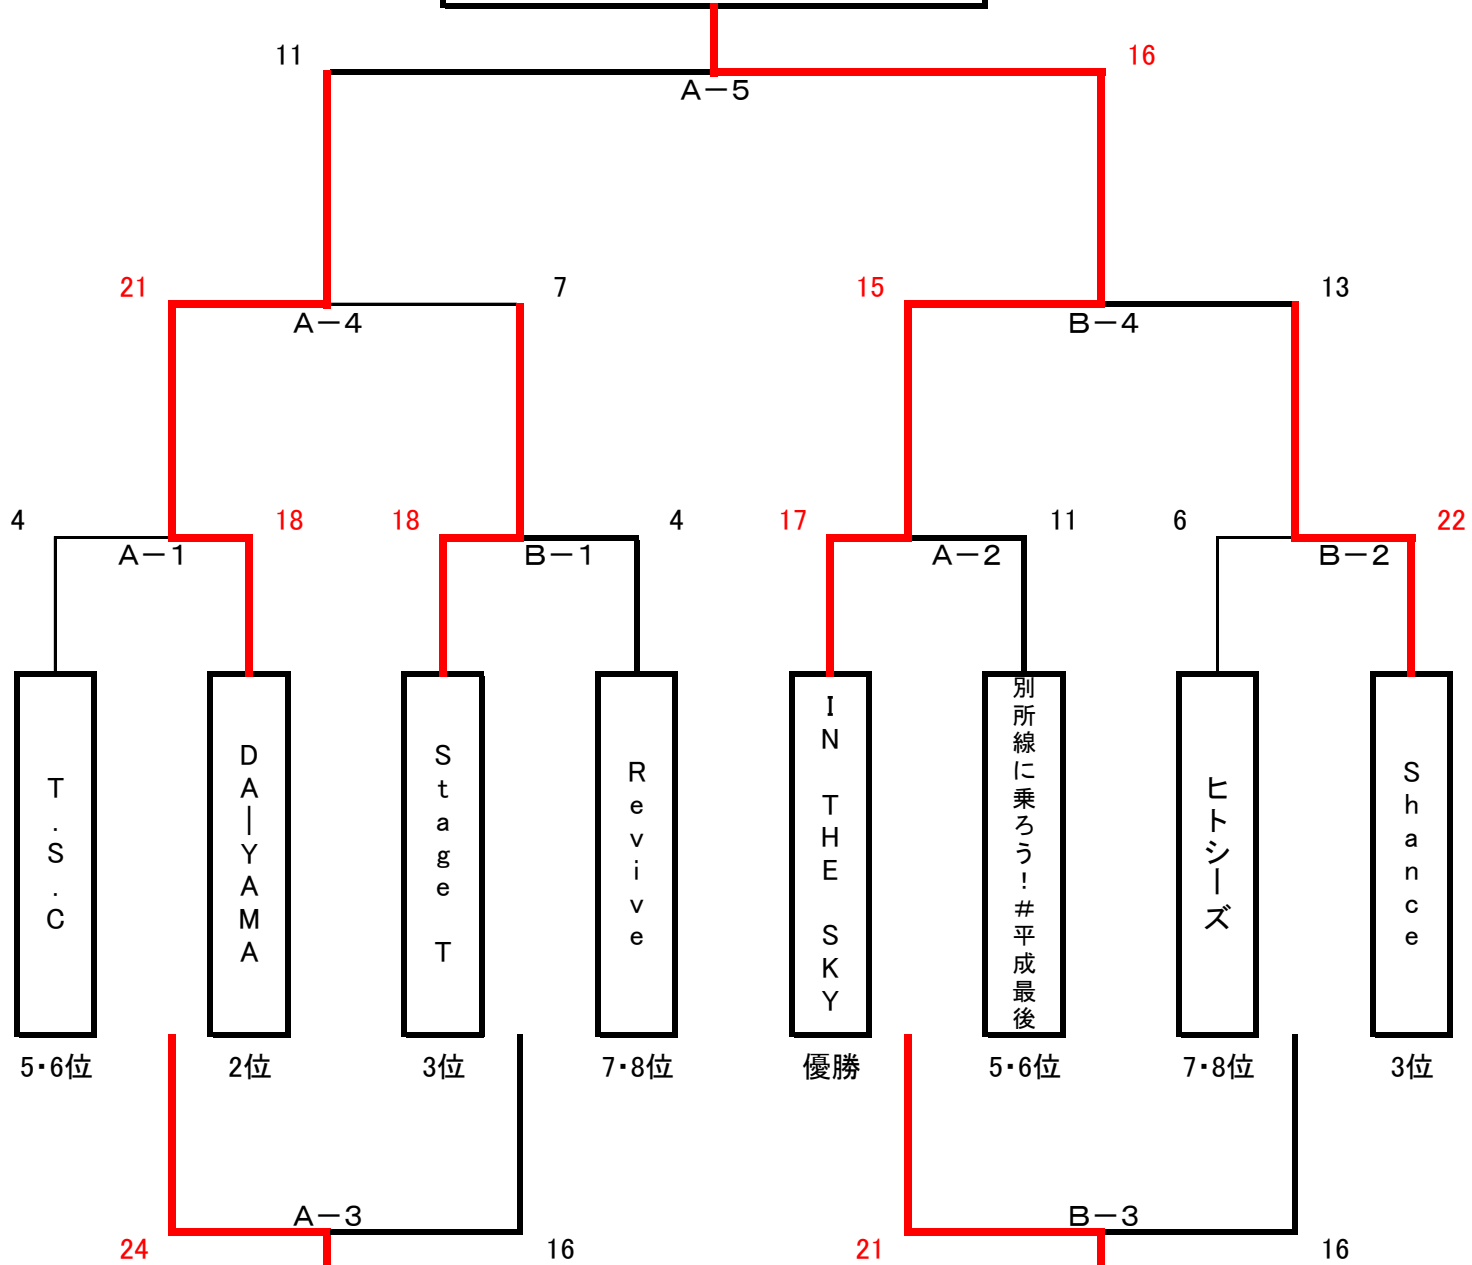 11
16
A－5
21
7
15
13
A－4
B－4
4
18
18
4
17
11
6
22
A－1
B－1
A－2
B－2
T.S.C
DA－YAMA
Stage T
Revive
IN THE SKY
別所線に乗ろう！＃平成最後
ヒトシーズ
Shance
5・6位
2位
3位
7・8位
優勝
5・6位
7・8位
3位
A－3
B－3
24
16
21
16